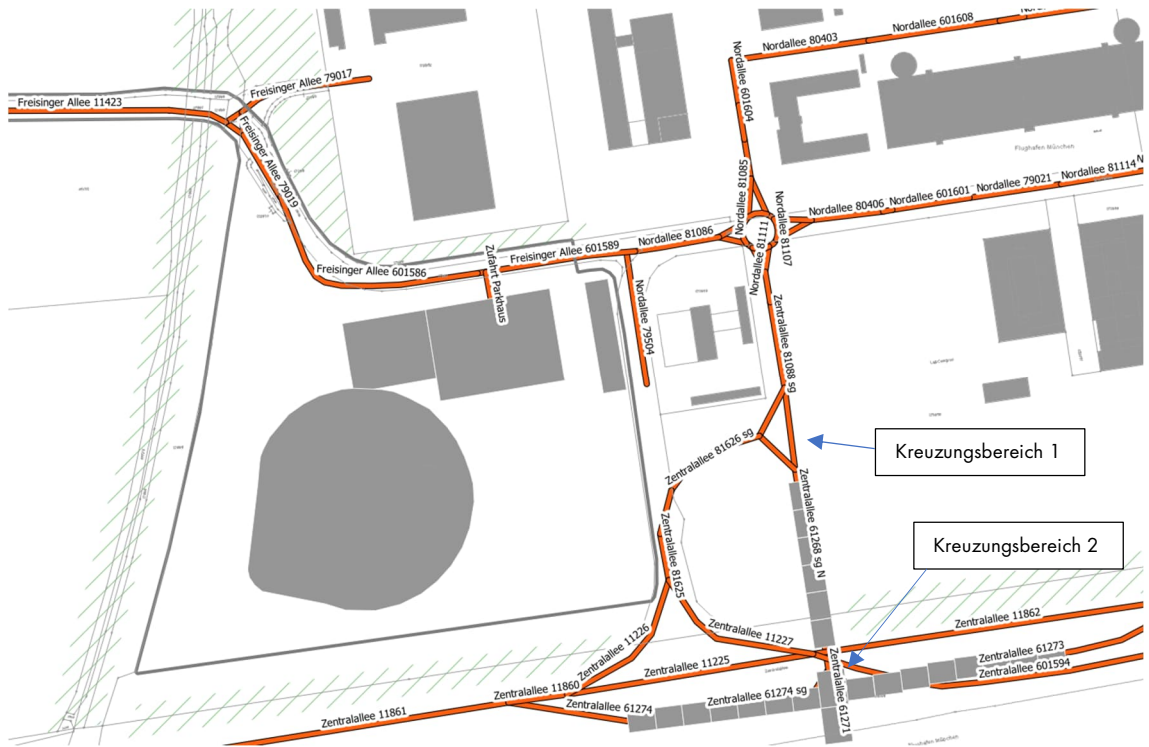 Nordallee 601608
Nordallee 80403
Nordallee 601604
Freisinger Allee 79017
Freisinger Allee 11423
Freisinger Allee 79019
Flughafen München
Nordallee 81085
Nordallee 81114
Nordallee 79021
Nordallee 601601
Nordallee 80406
Nordallee 81107
Nordallee 81111
Nordallee 81086
Freisinger Allee 601589
Freisinger Allee 601586
Zufahrt Parkhaus
Nordallee 79504
Zentralallee 81088 sg
Zentralallee 81626 sg
Kreuzungsbereich 1
Zentralallee 61268 sg N
Zentralallee 81625
Kreuzungsbereich 2
Zentralallee 11862
Zentralallee 11226
Zentralallee 11227
Zentralallee 11225
Zentralallee 61273
Zentralallee 601594
Zentralallee 61271
Zentralallee 11860
Zentralallee 61274 sg
Zentralallee 61274
Zentralallee 11861
Flughafen München